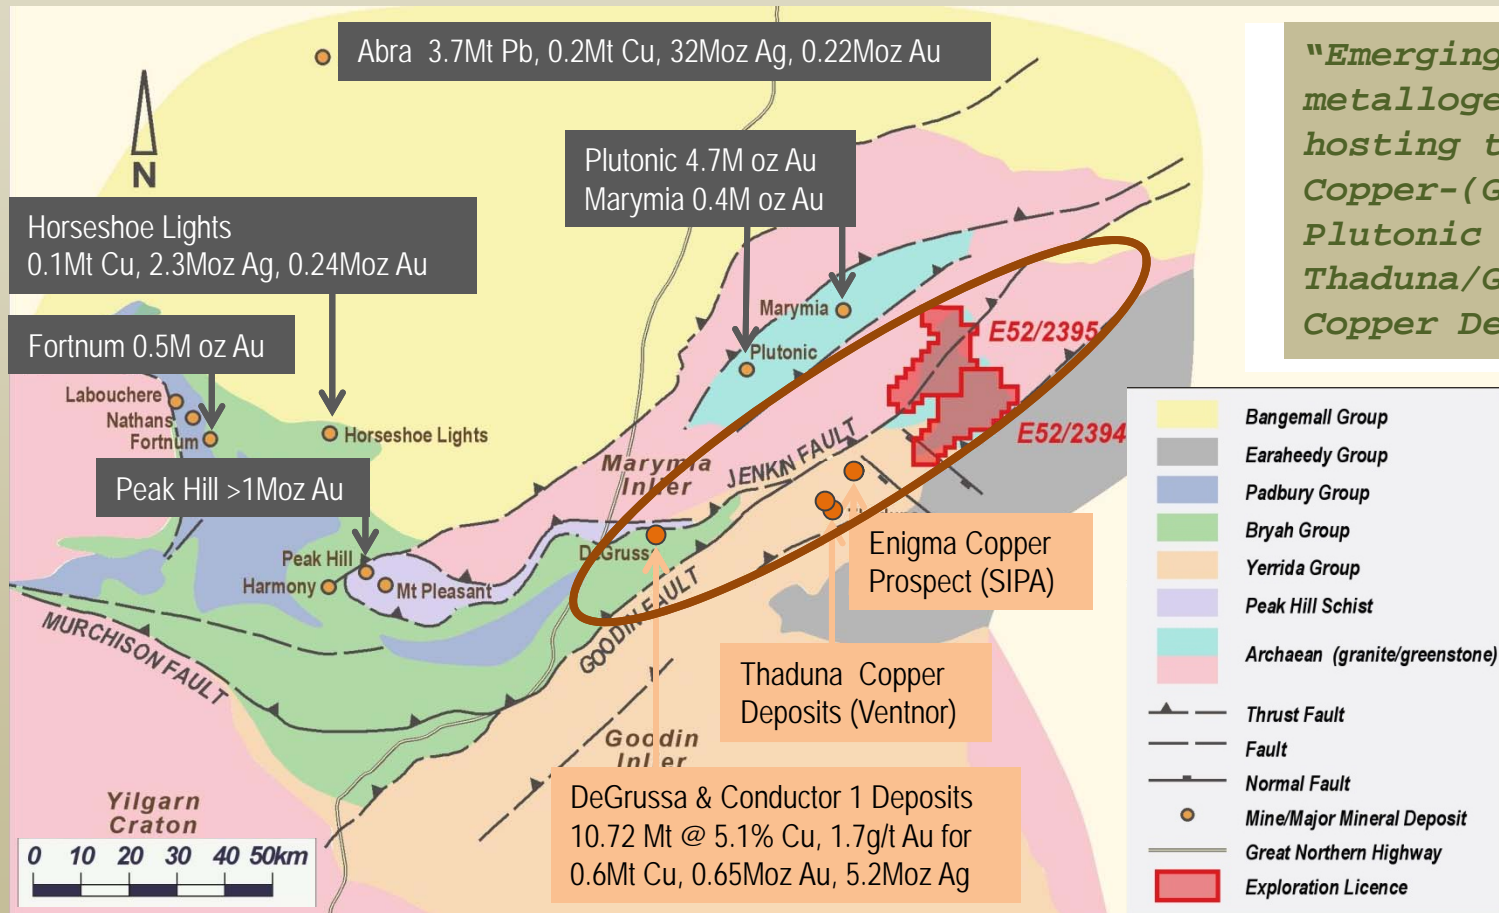 Abra 3.7Mt Pb, 0.2Mt Cu, 32Moz Ag, 0.22Moz Au
"Emerging
metalloge
hosting t
Copper-(G
Plutonic
Thaduna/G
Copper De
N
Plutonic 4.7M oz Au
Marymia 0.4M oz Au
Horseshoe Lights
0.1Mt Cu, 2.3Moz Ag, 0.24Moz Au
Fortnum 0.5M oz Au
Peak Hill >1Moz Au
Marymia
Plutonic
E52/2395
E52/2394
Labouchere
Nathans
Fortnum
Horseshoe Lights
Marymia
Inlier
JENKIN FAULT
DeGruss
Peak Hill
Harmony
Mt Pleasant
MURCHISON FAULT
GOODIN FAULT
Enigma Copper
Prospect (SIPA)
Thaduna Copper
Deposits (Ventnor)
Goodin
Inlier
DeGrussa & Conductor 1 Deposits
10.72 Mt @ 5.1% Cu, 1.7g/t Au for
0.6Mt Cu, 0.65Moz Au, 5.2Moz Ag
Yilgarn
Craton
0 10 20 30 40 50km
Bangemall Group
Earaheedy Group
Padbury Group
Bryah Group
Yerrida Group
Peak Hill Schist
Archaean (granite/greenstone)
Thrust Fault
Fault
Normal Fault
Mine/Major Mineral Deposit
Great Northern Highway
Exploration Licence